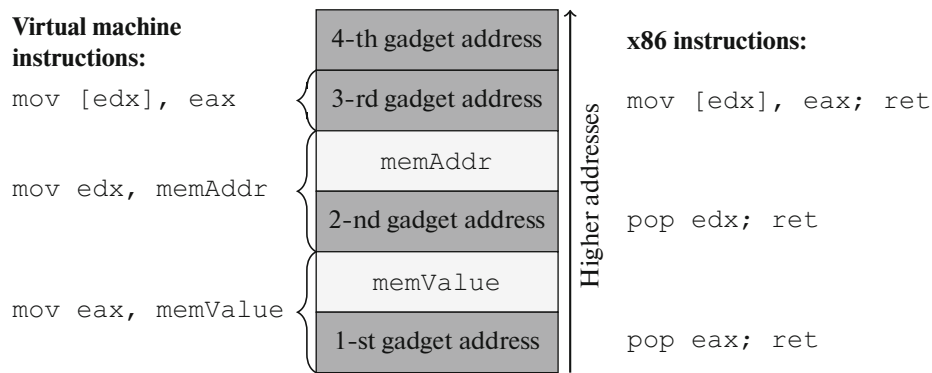 Virtual machine
instructions:
mov [edx], eax
mov edx, memAddr
mov eax, memValue
4-th gadget address
3-rd gadget address
memAddr
2-nd gadget address
memValue
1-st gadget address
Higher addresses
x86 instructions:
mov [edx], eax; ret
pop edx; ret
pop eax; ret